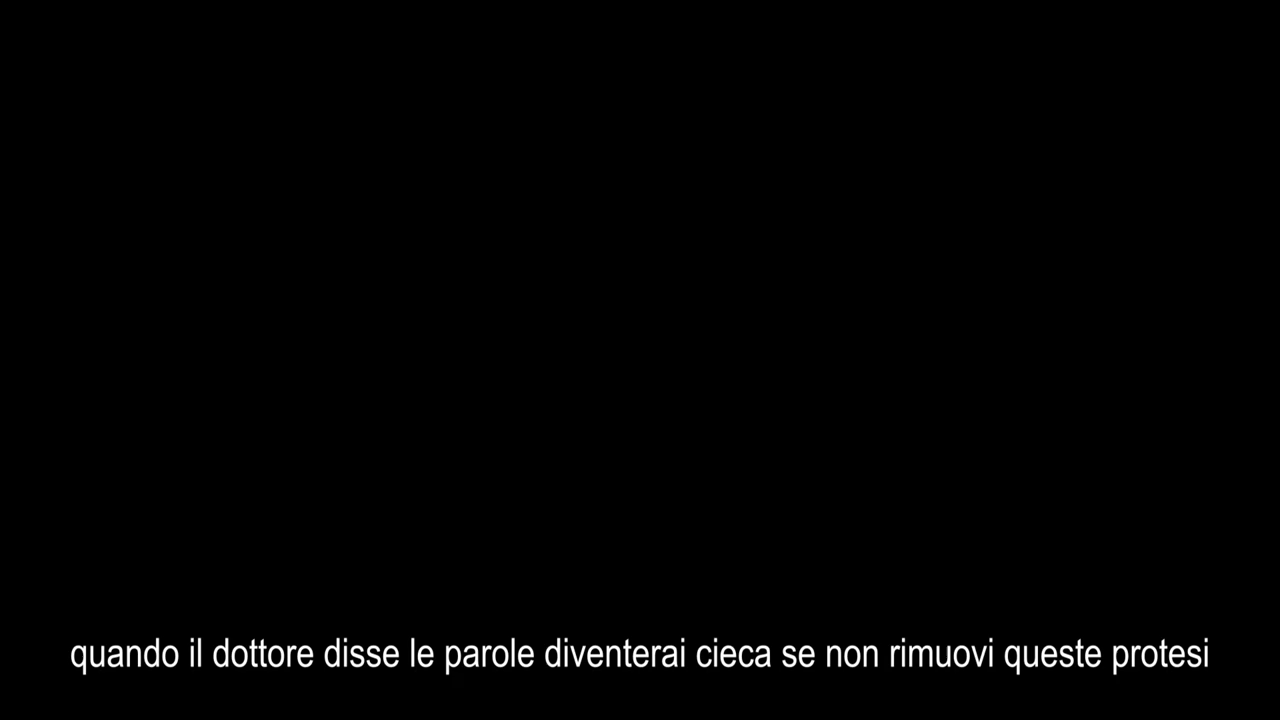 quando il dottore disse le parole diventerai cieca se non rimuovi queste protesi